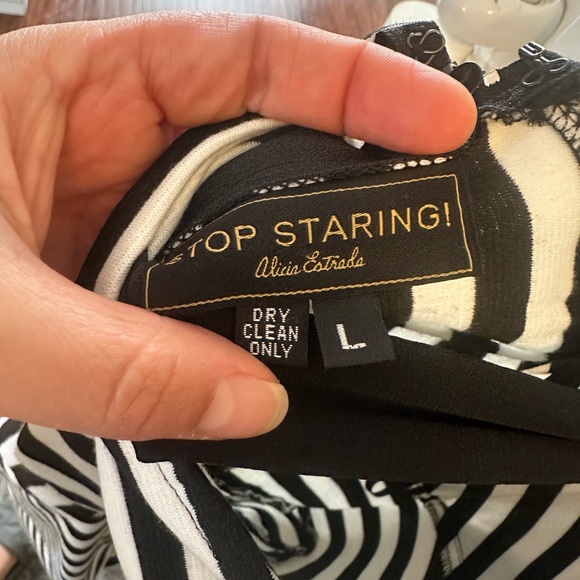 STOP STARING!
Alicia Estrada
DRY
CLEAN
ONLY
L